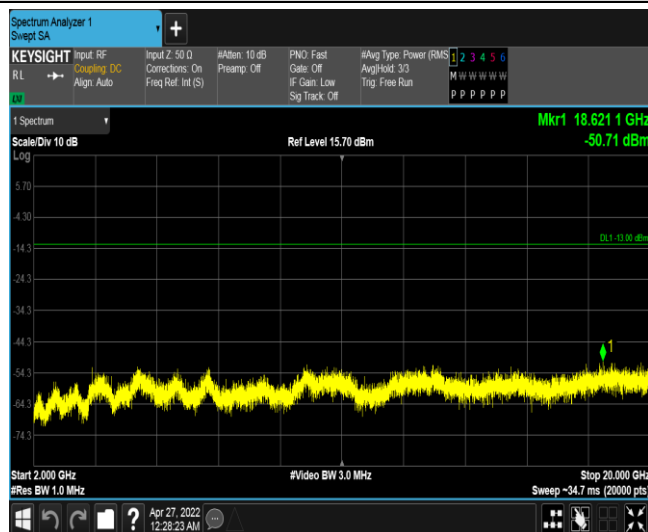 Spectrum Analyzer 1
Swept SA
+
KEYSIGHT
RL
LXI
Input: RF
Coupling: DC
Align: Auto
Input Z: 50 Ω
Corrections: On
Freq Ref: Int (S)
#Atten: 10 dB
Preamp: Off
PNO: Fast
Gate: Off
IF Gain: Low
Sig Track: Off
#Avg Type: Power (RMS
Avg|Hold: 3/3
Trig: Free Run
1 2 3 4 5 6
M W W W W W
P P P P P P
1 Spectrum
Mkr1 18.621 1 GHz
Scale/Div 10 dB
Ref Level 15.70 dBm
-50.71 dBm
Log
5.70
-4.30
DL1 -13.00 dBm
-14.3
-24.3
-34.3
-44.3
1
-54.3
-64.3
-74.3
Start 2.000 GHz
#Video BW 3.0 MHz
Stop 20.000 GHz
#Res BW 1.0 MHz
Sweep ~34.7 ms (20000 pts)
?
Apr 27, 2022
12:28:23 AM